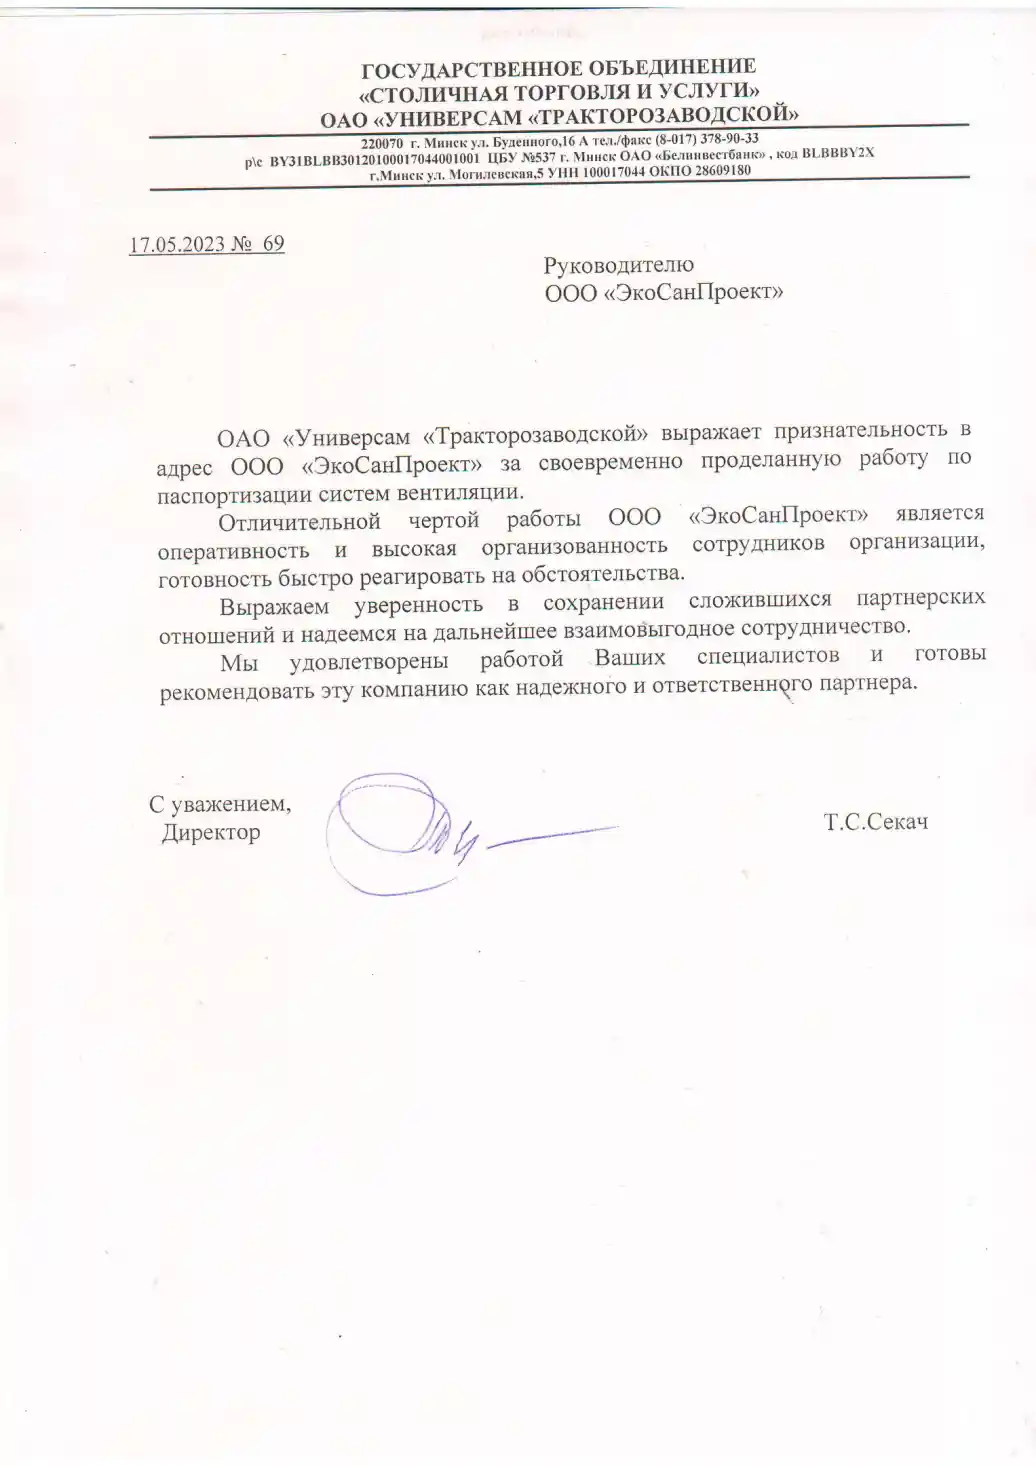 ГОСУДАРСТВЕННОЕ ОБЪЕДИНЕНИЕ
«СТОЛИЧНАЯ ТОРГОВЛЯ И УСЛУГИ»
ОАО «УНИВЕРСАМ «ТРАКТОРОЗАВОДСКОЙ»
220070 г. Минск ул. Буденного,16 А тел./факс (8-017) 378-90-33
р\с BY31BLBB30120100017044001001 ЦБУ №537 г. Минск ОАО «Белинвестбанк» , код BLBBBY2X
г.Минск ул. Могилевская,5 УНН 100017044 ОКПО 28609180
17.05.2023 № 69
Руководителю
ООО «ЭкоСанПроект»
ОАО «Универсам «Тракторозаводской» выражает признательность в
адрес ООО «ЭкоСанПроект» за своевременно проделанную работу по
паспортизации систем вентиляции.
Отличительной чертой работы ООО «ЭкоСанПроект» является
оперативность и высокая организованность сотрудников организации,
готовность быстро реагировать на обстоятельства.
Выражаем уверенность в сохранении сложившихся партнерских
отношений и надеемся на дальнейшее взаимовыгодное сотрудничество.
Мы удовлетворены работой Ваших специалистов и готовы
рекомендовать эту компанию как надежного и ответственного партнера.
С уважением,
Директор
Т.С.Секач